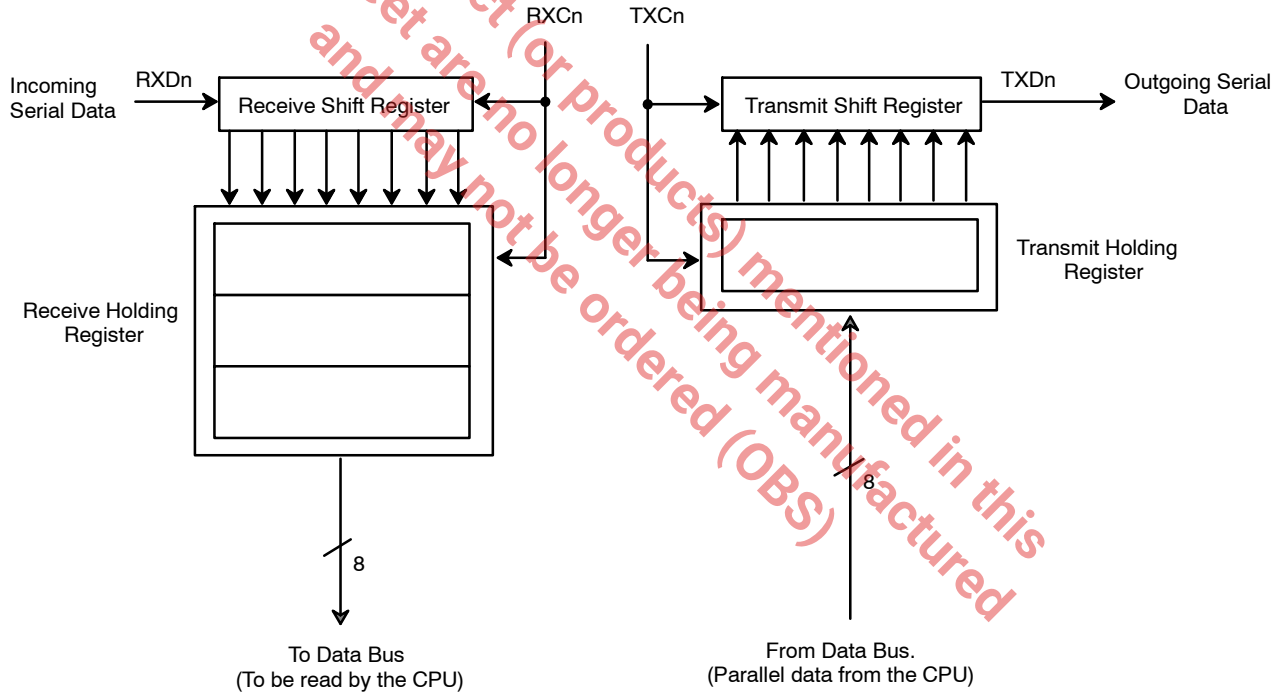 RXCn
TXCn
Incoming
Serial Data
RXDn
Receive Shift Register
Transmit Shift Register
TXDn
Outgoing Serial
Data
Receive Holding
Register
Transmit Holding
Register
8
8
To Data Bus
(To be read by the CPU)
From Data Bus.
(Parallel data from the CPU)
(or products) mentioned in this
are no longer being manufactured
and may not be ordered (OBS)